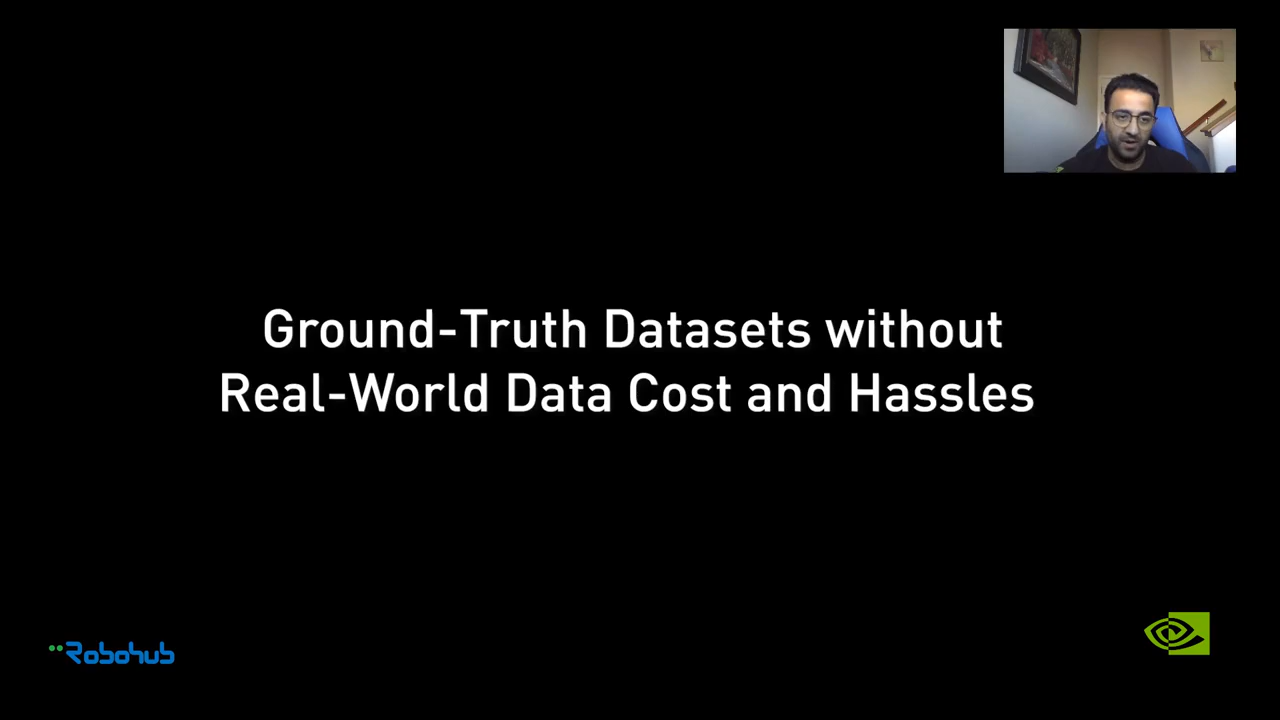 Ground-Truth Datasets without
Real-World Data Cost and Hassles
Robohub